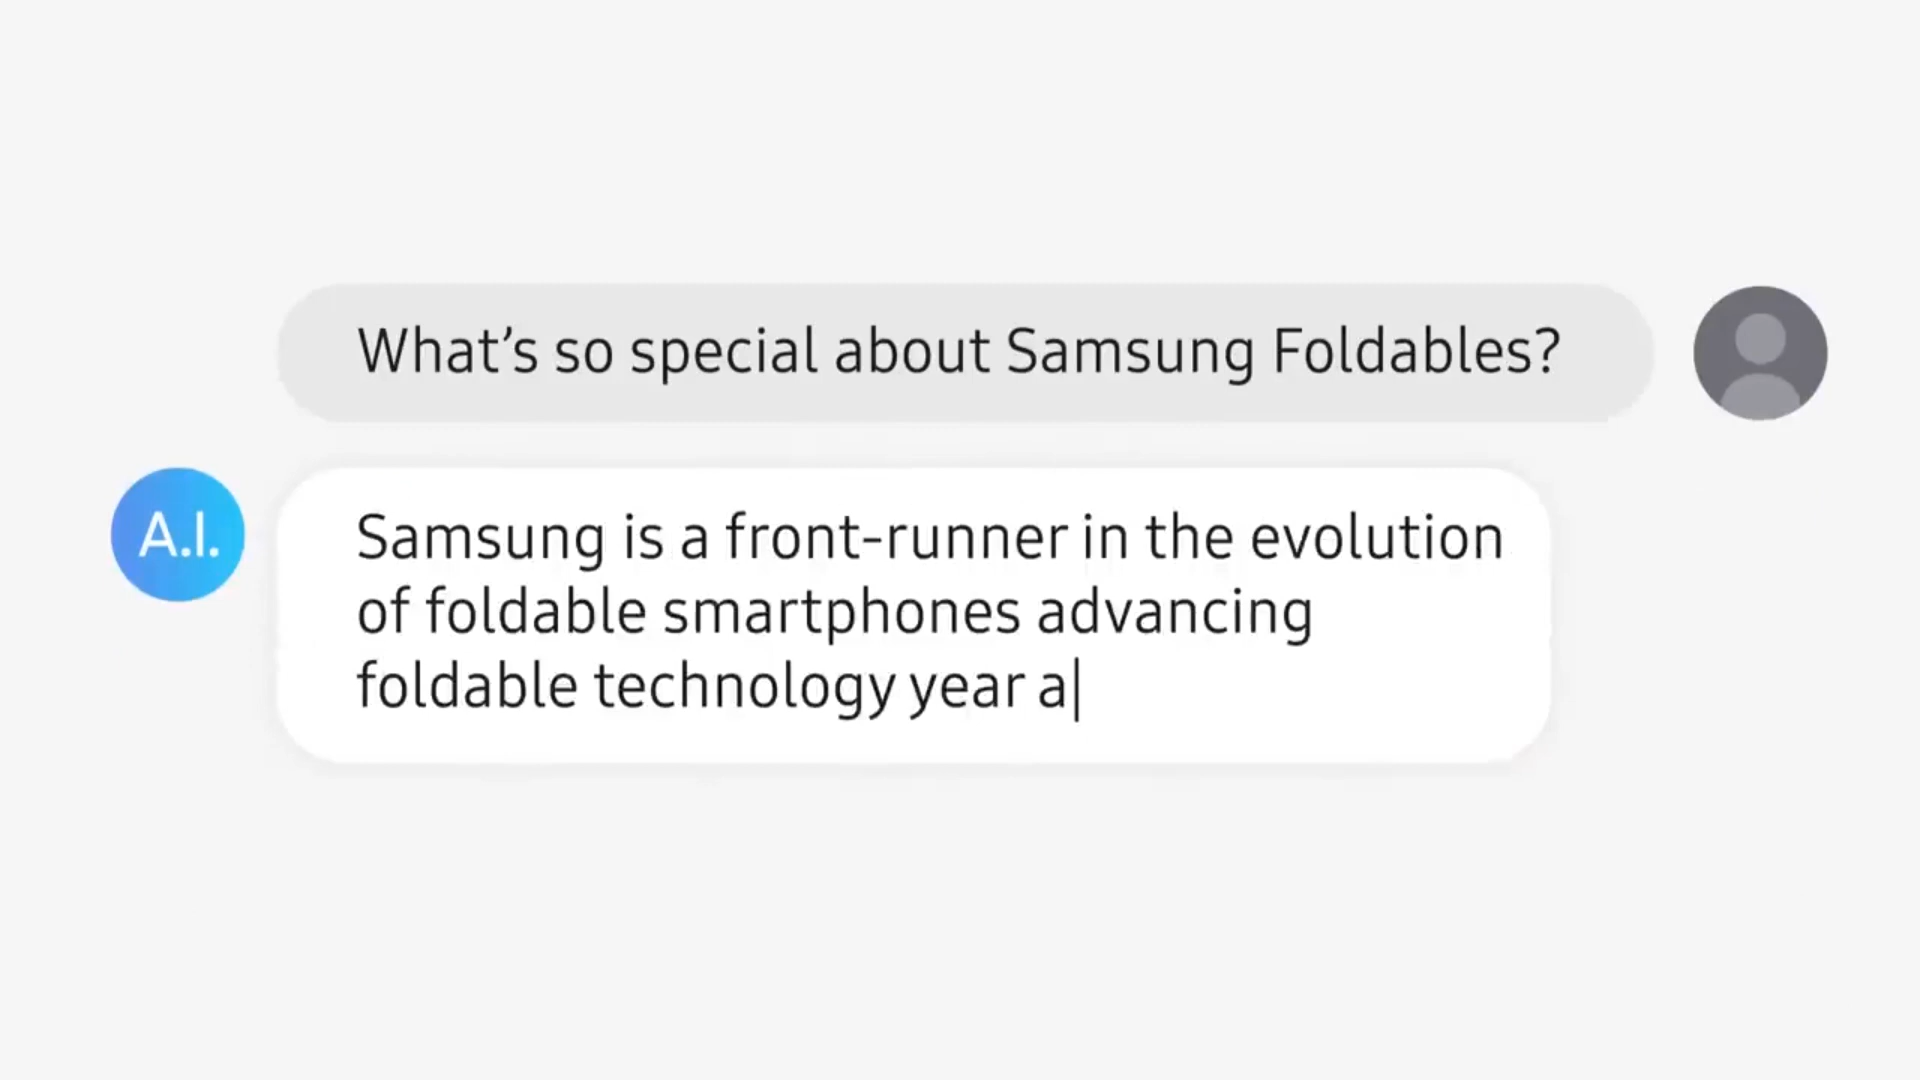 What’s so special about Samsung Foldables?
A.I.
Samsung is a front-runner in the evolution
of foldable smartphones advancing
foldable technology year a